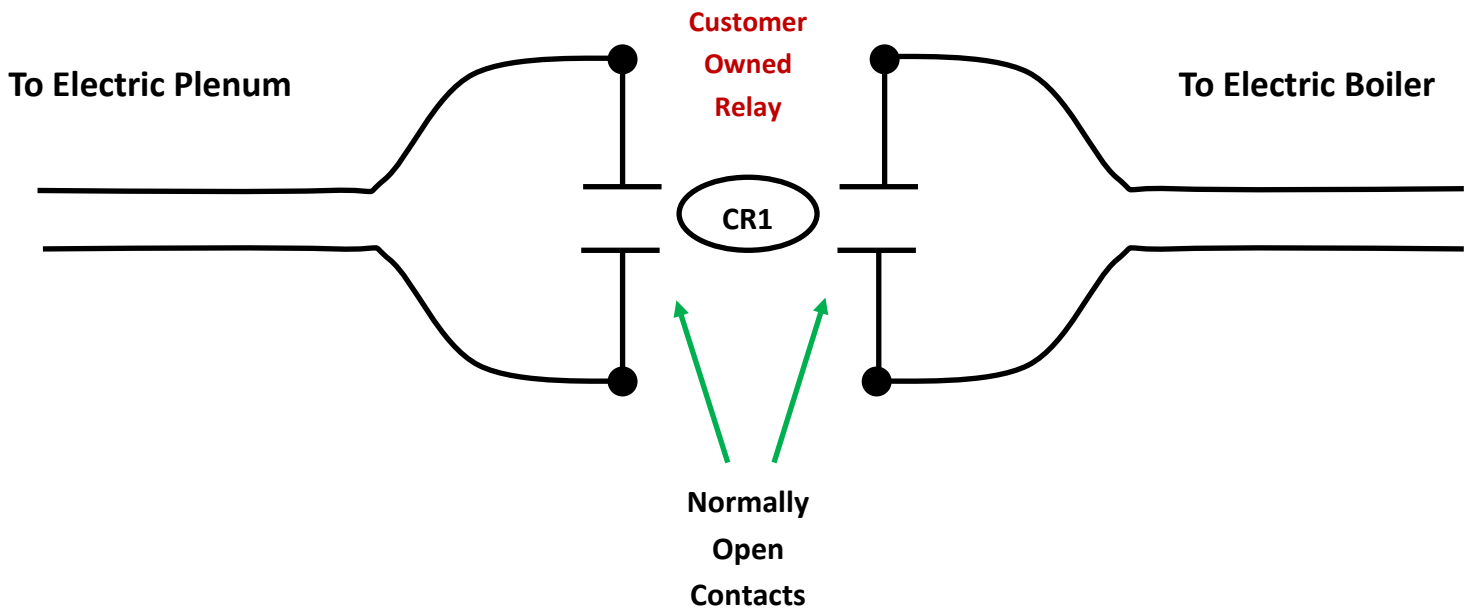 Customer
Owned
Relay
To Electric Plenum
To Electric Boiler
CR1
Normally
Open
Contacts